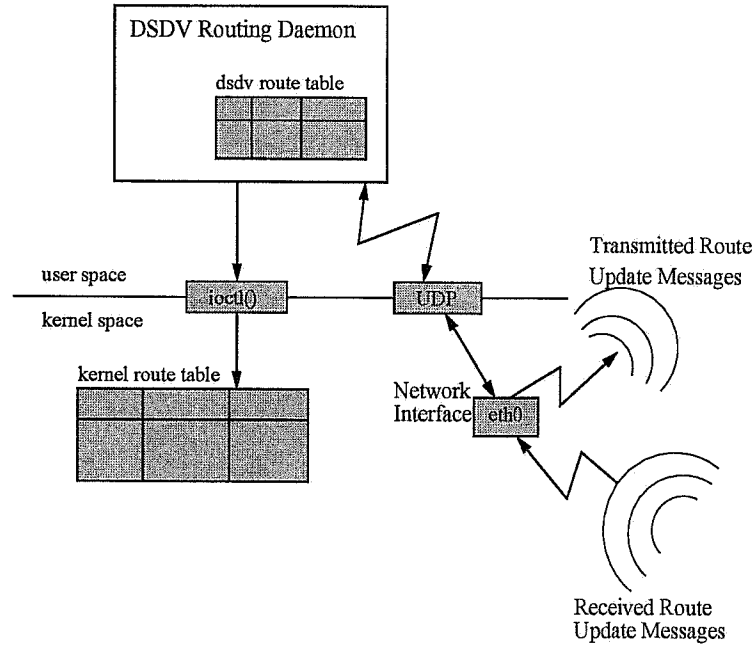 DSDV Routing Daemon
dsdv route table
Transmitted Route
Update Messages
user space
ioctl()
UDP
kernel space
kernel route table
Network
Interface
eth0
Received Route
Update Messages